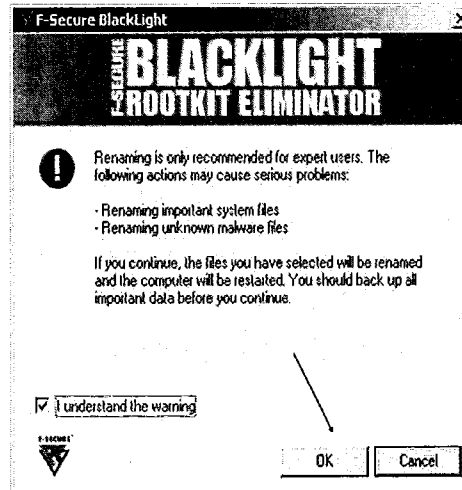 F-Secure BlackLight
F-SECURE
BLACKLIGHT
ROOTKIT ELIMINATOR
Renaming is only recommended for expert users. The
following actions may cause serious problems:
- Renaming important system files
- Renaming unknown malware files
If you continue, the files you have selected will be renamed
and the computer will be restarted. You should back up all
important data before you continue.
I understand the warning
F-SECURE
OK Cancel